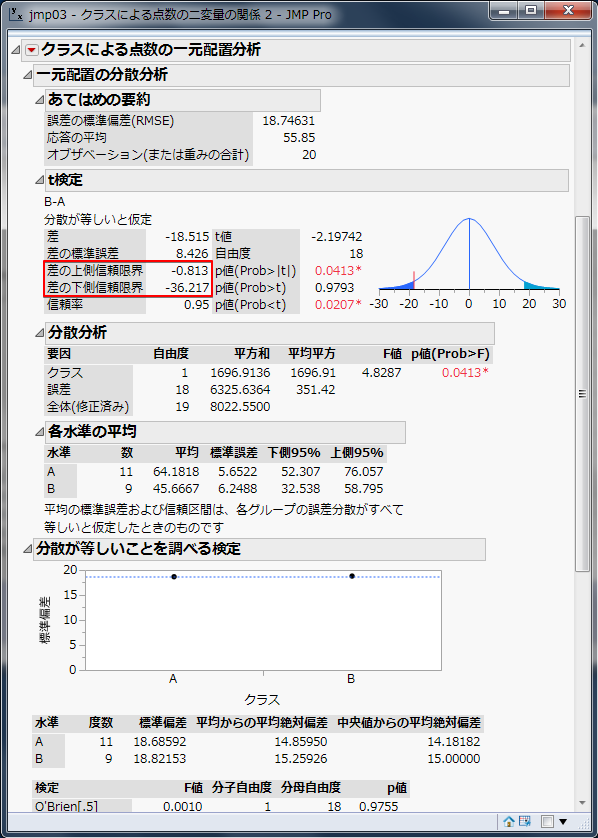 jmp03 - クラスによる点数の二変量の関係 2 - JMP Pro
クラスによる点数の一元配置分析
一元配置の分散分析
あてはめの要約
誤差の標準偏差(RMSE) 18.74631
応答の平均 55.85
オブザベーション(または重みの合計) 20
t検定
B-A
分散が等しいと仮定
差 -18.515 t値 -2.19742
差の標準誤差 8.426 自由度 18
差の上側信頼限界 -0.813 p値(Prob>|t|) 0.0413*
差の下側信頼限界 -36.217 p値(Prob>t) 0.9793
信頼率 0.95 p値(Prob<t) 0.0207*
-30 -20 -10 0 10 20 30
分散分析
要因 自由度 平方和 平均平方 F値 p値(Prob>F)
クラス 1 1696.9136 1696.91 4.8287 0.0413*
誤差 18 6325.6364 351.42
全体(修正済み) 19 8022.5500
各水準の平均
水準 数 平均 標準誤差 下側95% 上側95%
A 11 64.1818 5.6522 52.307 76.057
B 9 45.6667 6.2488 32.538 58.795
平均の標準誤差および信頼区間は、各グループの誤差分散がすべて
等しいと仮定したときのものです
分散が等しいことを調べる検定
標準偏差
20
15
10
5
0
A B
クラス
水準 度数 標準偏差 平均からの平均絶対偏差 中央値からの平均絶対偏差
A 11 18.68592 14.85950 14.18182
B 9 18.82153 15.25926 15.00000
検定 F値 分子自由度 分母自由度 p値
O'Brien[.5] 0.0010 1 18 0.9755